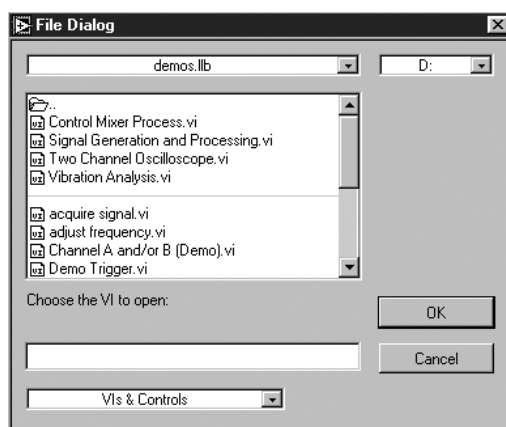 File Dialog
demos.llb
D:
..
Control Mixer Process.vi
Signal Generation and Processing.vi
Two Channel Oscilloscope.vi
Vibration Analysis.vi
acquire signal.vi
adjust frequency.vi
Channel A and/or B (Demo).vi
Demo Trigger.vi
Choose the VI to open:
OK
Cancel
VIs & Controls